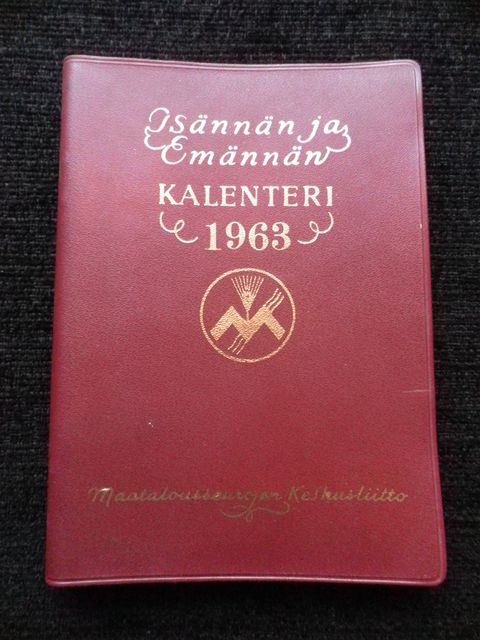 Isännän ja
Emännän
KALENTERI
1963
Maatalousseurojen Keskusliitto